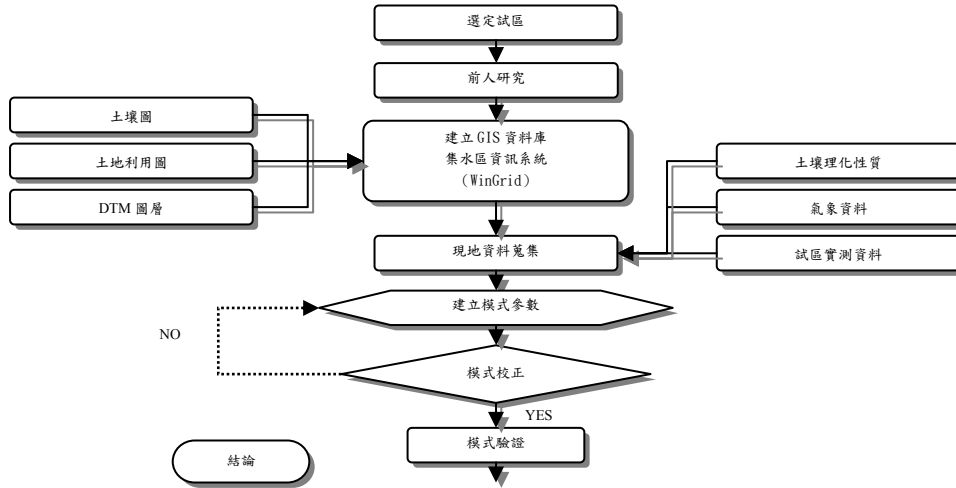 選定試區
前人研究
土壤圖
土地利用圖
DTM 圖層
建立 GIS 資料庫
集水區資訊系統
(WinGrid)
土壤理化性質
氣象資料
試區實測資料
現地資料蒐集
建立模式參數
NO
模式校正
YES
模式驗證
結論